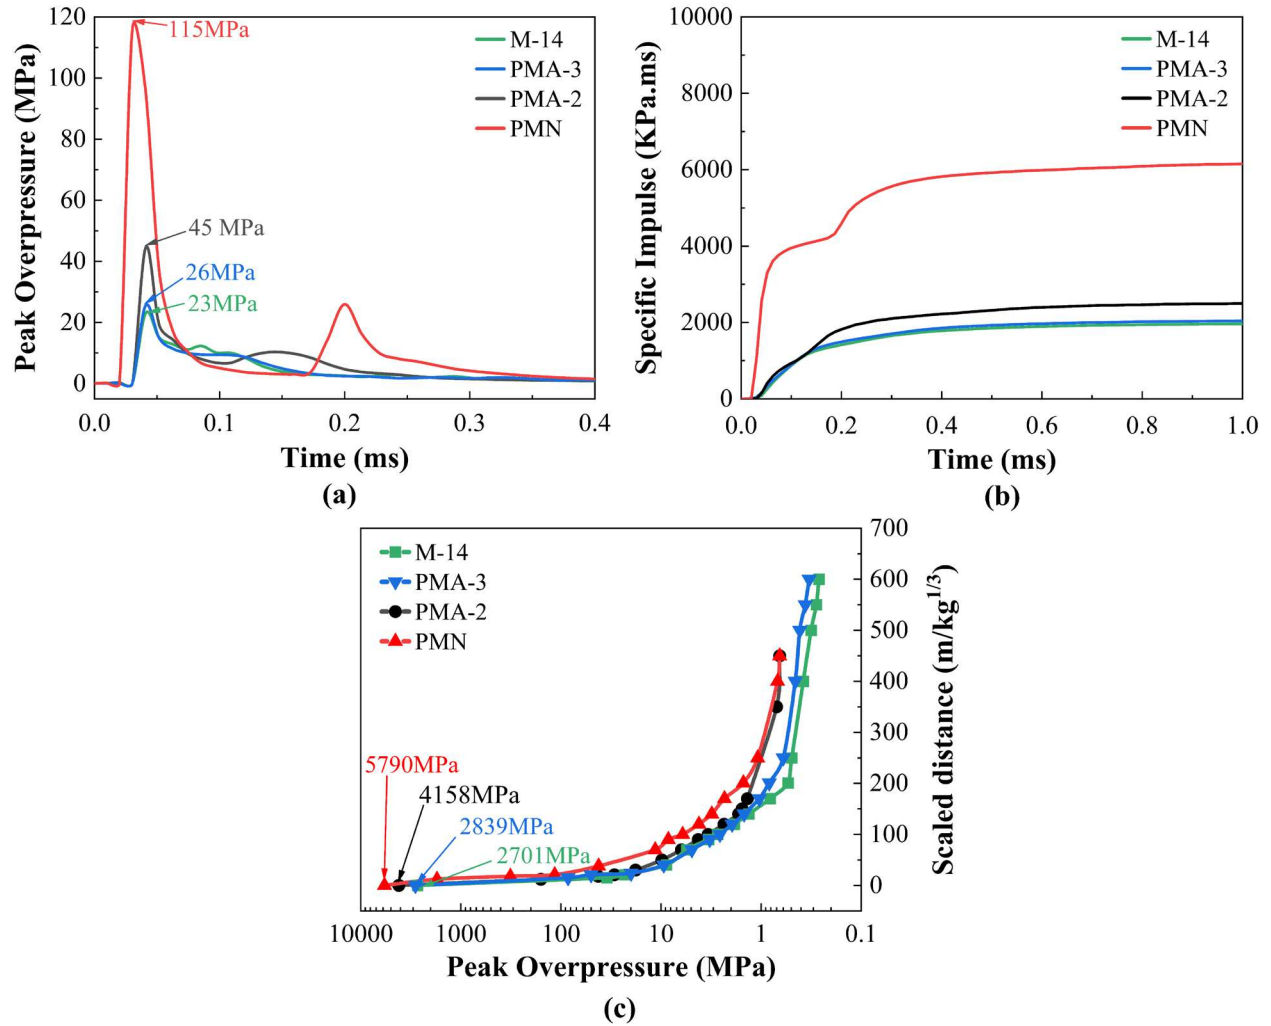 120
100
80
60
40
20
0
Peak Overpressure (MPa)
115MPa
45 MPa
26MPa
23MPa
M-14
PMA-3
PMA-2
PMN
0.0 0.1 0.2 0.3 0.4
Time (ms)
(a)
10000
8000
6000
4000
2000
0
Specific Impulse (KPa.ms)
M-14
PMA-3
PMA-2
PMN
0.0 0.2 0.4 0.6 0.8 1.0
Time (ms)
(b)
M-14
PMA-3
PMA-2
PMN
5790MPa
4158MPa
2839MPa
2701MPa
700
600
500
400
300
200
100
0
Scaled distance (m/kg^{1/3})
10000 1000 100 10 1 0.1
Peak Overpressure (MPa)
(c)